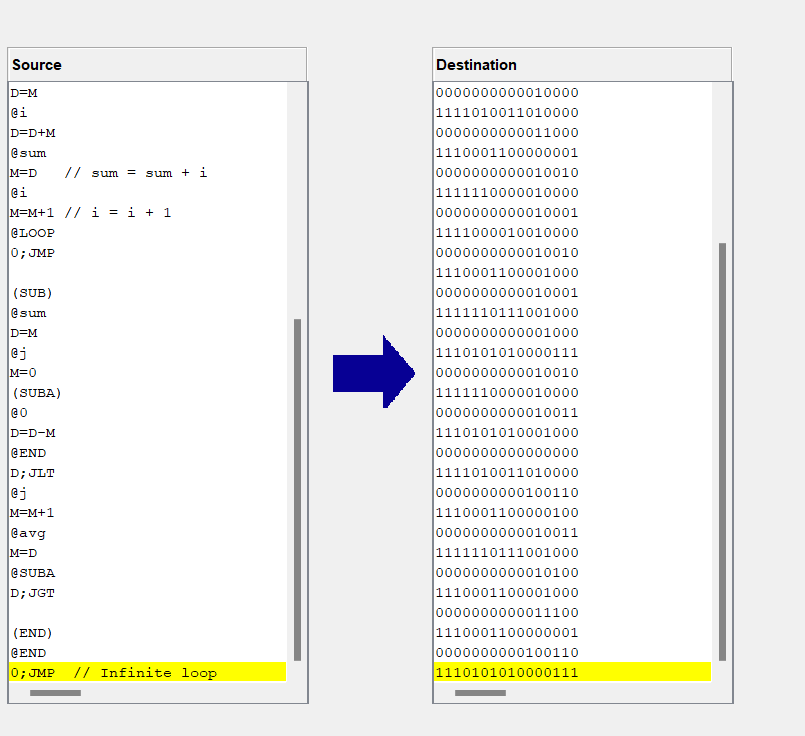 Source
D=M
@i
D=D+M
@sum
M=D   // sum = sum + i
@i
M=M+1 // i = i + 1
@LOOP
0;JMP
(SUB)
@sum
D=M
@j
M=0
(SUBA)
@0
D=D-M
@END
D;JLT
@j
M=M+1
@avg
M=D
@SUBA
D;JGT
(END)
@END
0;JMP  // Infinite loop
Destination
0000000000010000
1111010011010000
0000000000011000
1110001100000001
0000000000010010
1111110000010000
0000000000010001
1111000010010000
0000000000010010
1110001100001000
0000000000010001
1111110111001000
0000000000001000
1110101010000111
0000000000010010
1111110000010000
0000000000010011
1110101010001000
0000000000000000
1111010011010000
0000000000100110
1110001100000100
0000000000010011
1111110111001000
0000000000010100
1110001100001000
0000000000011100
1110001100000001
0000000000100110
1110101010000111